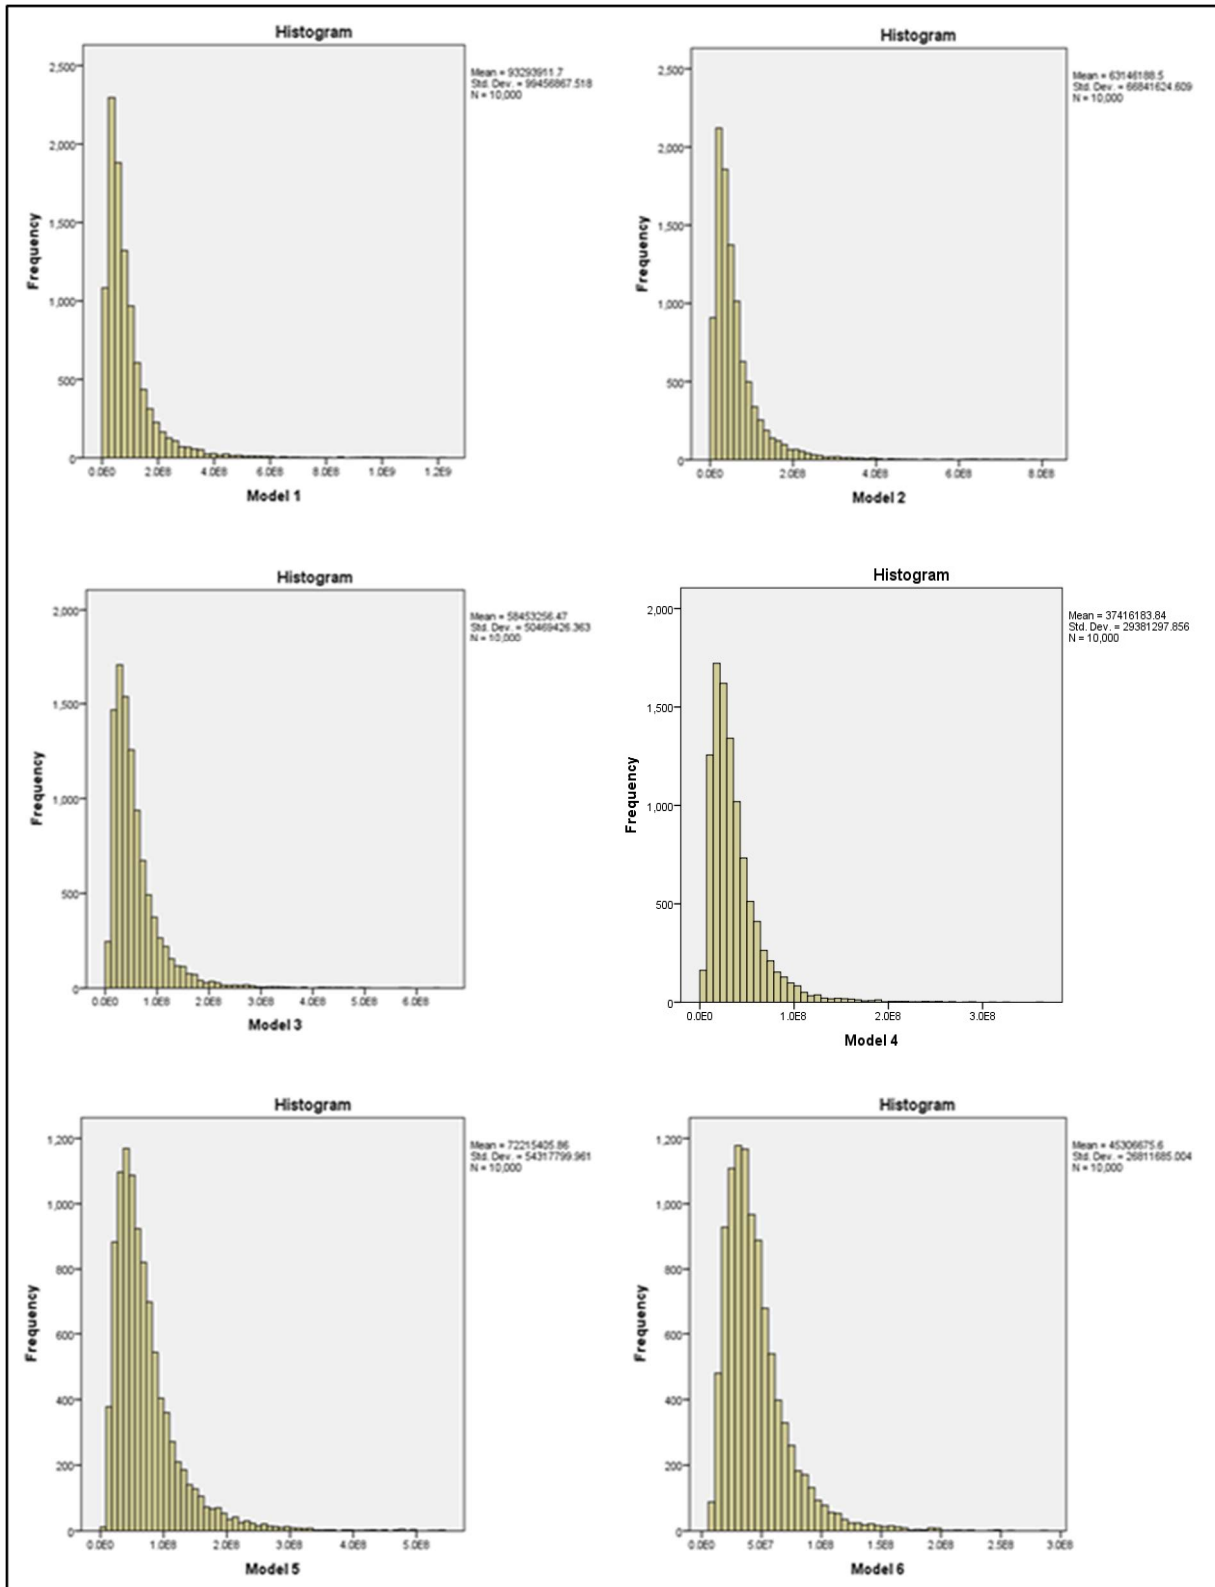 Histogram
Mean = 93293911.7
Std. Dev. = 99456867.518
N = 10,000
2,500
2,000
1,500
1,000
500
0
Frequency
0.0E0 2.0E8 4.0E8 6.0E8 8.0E8 1.0E9 1.2E9
Model 1
Histogram
Mean = 63146188.5
Std. Dev. = 66841624.609
N = 10,000
2,500
2,000
1,500
1,000
500
0
Frequency
0.0E0 2.0E8 4.0E8 6.0E8 8.0E8
Model 2
Histogram
Mean = 58453256.47
Std. Dev. = 50469426.363
N = 10,000
2,000
1,500
1,000
500
0
Frequency
0.0E0 1.0E8 2.0E8 3.0E8 4.0E8 5.0E8 6.0E8
Model 3
Histogram
Mean = 37416183.84
Std. Dev. = 29381297.856
N = 10,000
2,000
1,500
1,000
500
0
Frequency
0.0E0 1.0E8 2.0E8 3.0E8
Model 4
Histogram
Mean = 72215405.86
Std. Dev. = 54317799.961
N = 10,000
1,200
1,000
800
600
400
200
0
Frequency
0.0E0 1.0E8 2.0E8 3.0E8 4.0E8 5.0E8
Model 5
Histogram
Mean = 45306675.6
Std. Dev. = 26811685.004
N = 10,000
1,200
1,000
800
600
400
200
0
Frequency
0.0E0 5.0E7 1.0E8 1.5E8 2.0E8 2.5E8 3.0E8
Model 6